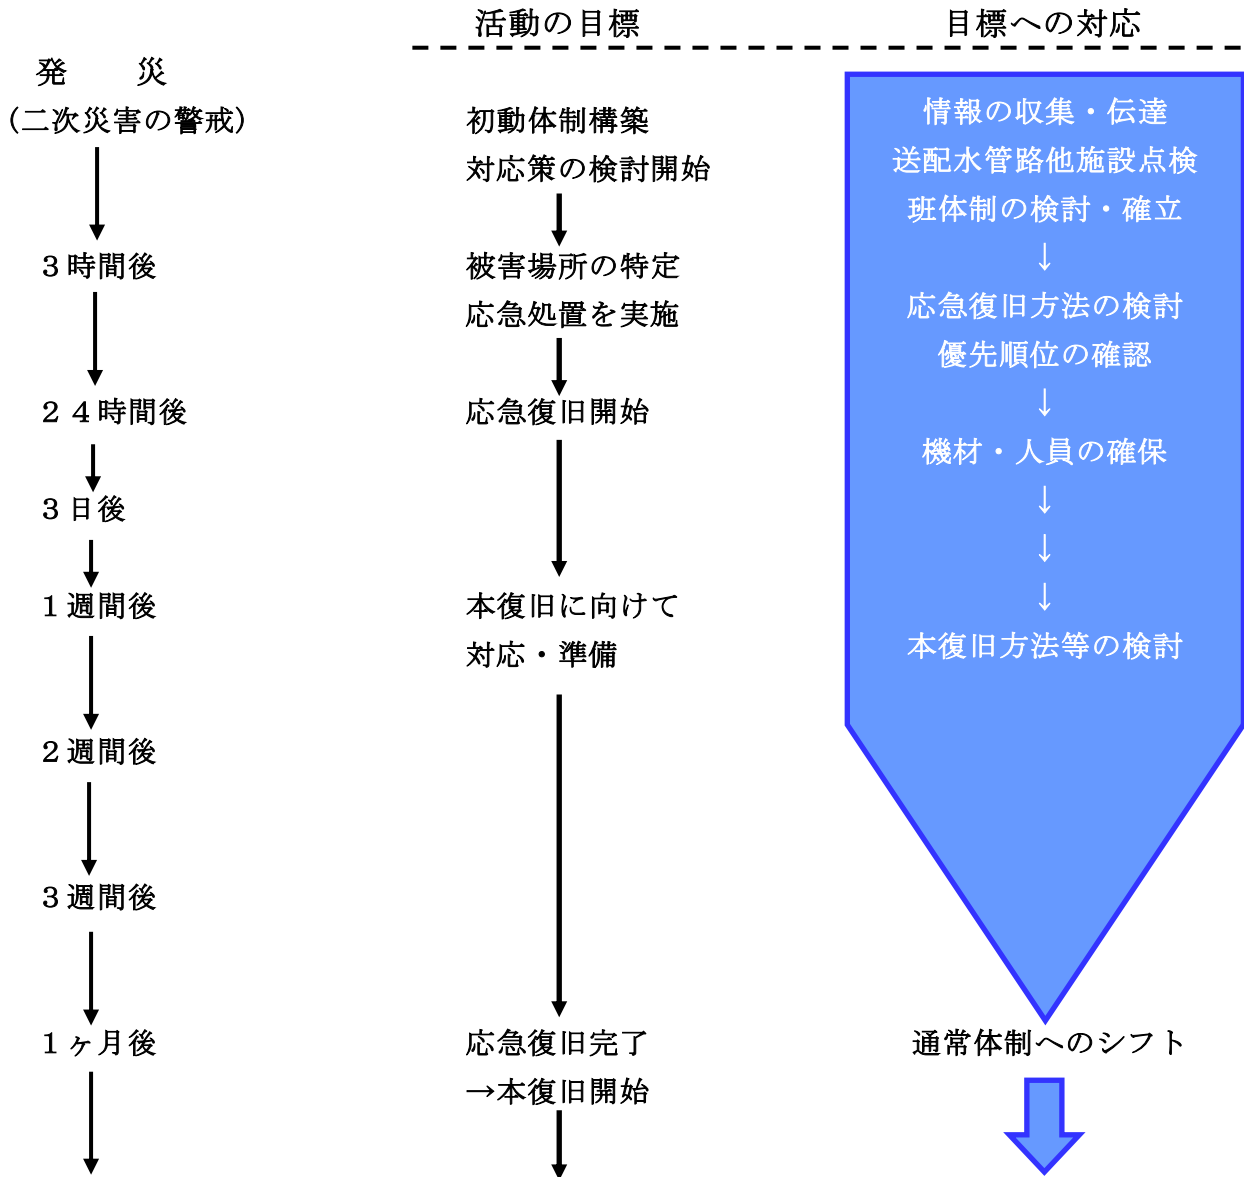 活動の目標 目標への対応
発 災
(二次災害の警戒) 初動体制構築 情報の収集・伝達
対応策の検討開始 送配水管路他施設点検
班体制の検討・確立
３時間後 被害場所の特定 ↓
応急処置を実施 応急復旧方法の検討
優先順位の確認
２４時間後 応急復旧開始 ↓
機材・人員の確保
３日後 ↓
↓
１週間後 本復旧に向けて ↓
対応・準備 本復旧方法等の検討
２週間後
３週間後
１ヶ月後 応急復旧完了 通常体制へのシフト
→本復旧開始